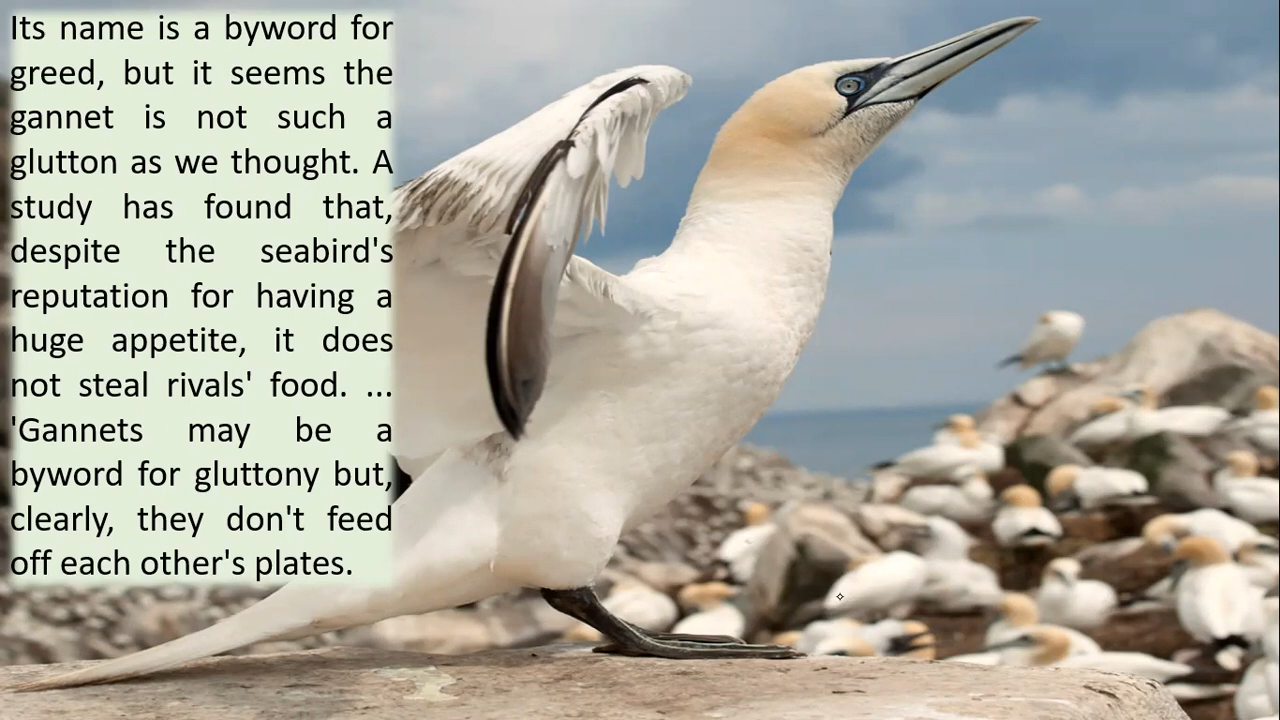 Its name is a byword for
greed, but it seems the
gannet is not such a
glutton as we thought. A
study has found that,
despite the seabird's
reputation for having a
huge appetite, it does
not steal rivals' food. ...
'Gannets may be a
byword for gluttony but,
clearly, they don't feed
off each other's plates.